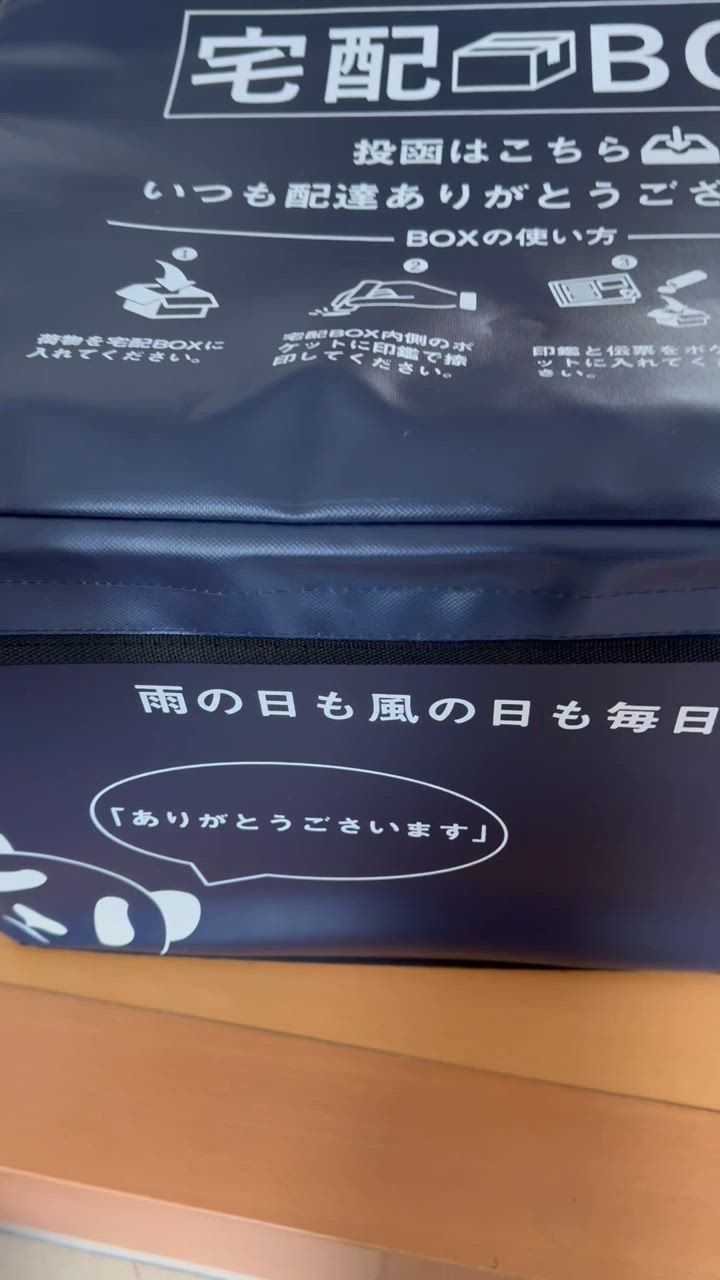 宅配BO
投函はこちら
いつも配達ありがとうござ
BOXの使い方
1
荷物を宅配BOXに
入れてください。
2
宅配BOX内側のポ
ケットに印鑑で捺
印してください。
3
印鑑と伝票をポケ
ットに入れてく
さい。
雨の日も風の日も毎日
「ありがとうございます」